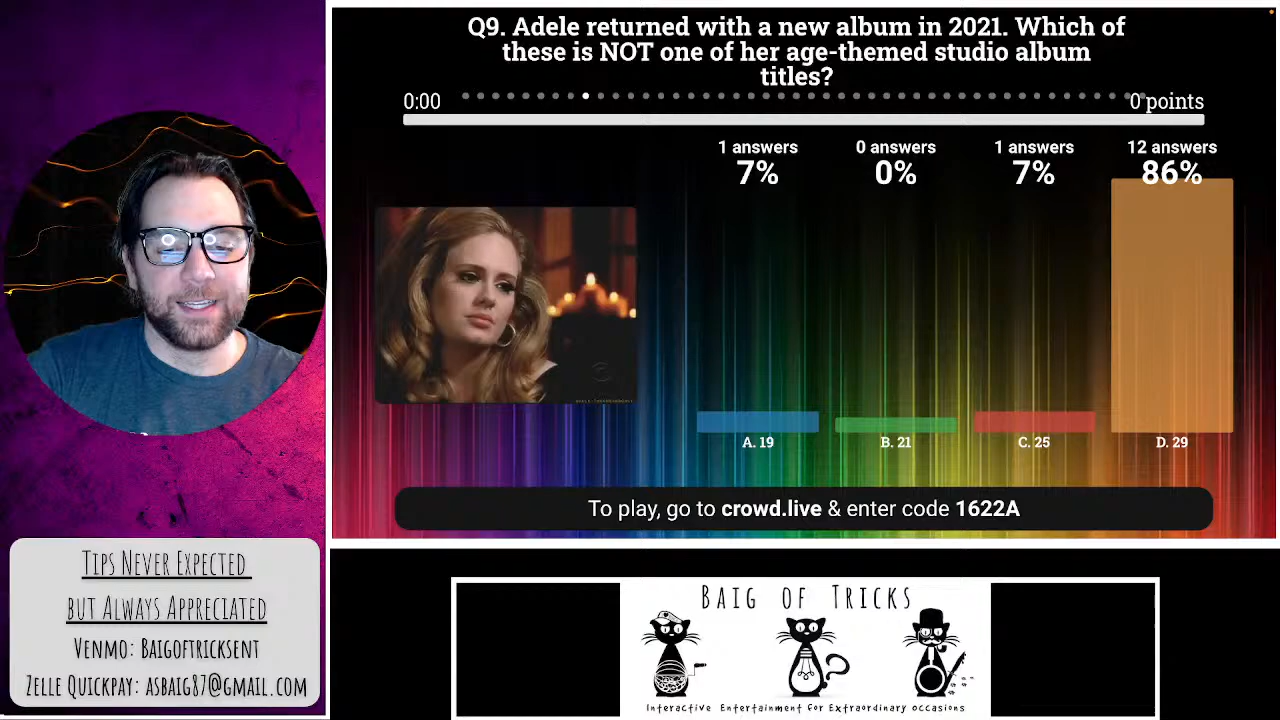 Q9. Adele returned with a new album in 2021. Which of
these is NOT one of her age-themed studio album
titles?
0:00
0 points
1 answers
0 answers
1 answers
12 answers
7%
0%
7%
86%
A. 19
B. 21
C. 25
D. 29
To play, go to crowd.live & enter code 1622A
Tips Never Expected
but Always Appreciated
Venmo: Baigoftricksent
Zelle Quickpay: asbaig87@gmail.com
Baig of Tricks
Interactive Entertainment for Extraordinary Occasions